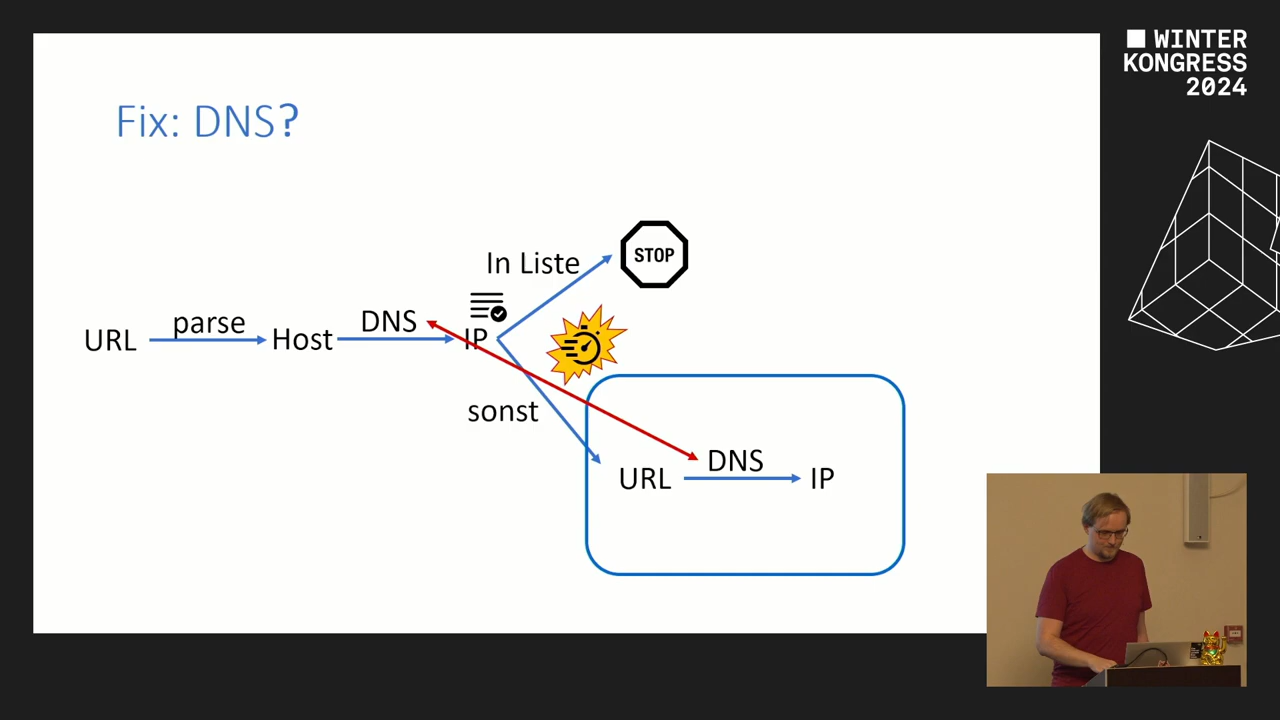 WINTER
KONGRESS
2024
Fix: DNS?
In Liste
STOP
URL
parse
Host
DNS
IP
sonst
URL
DNS
IP